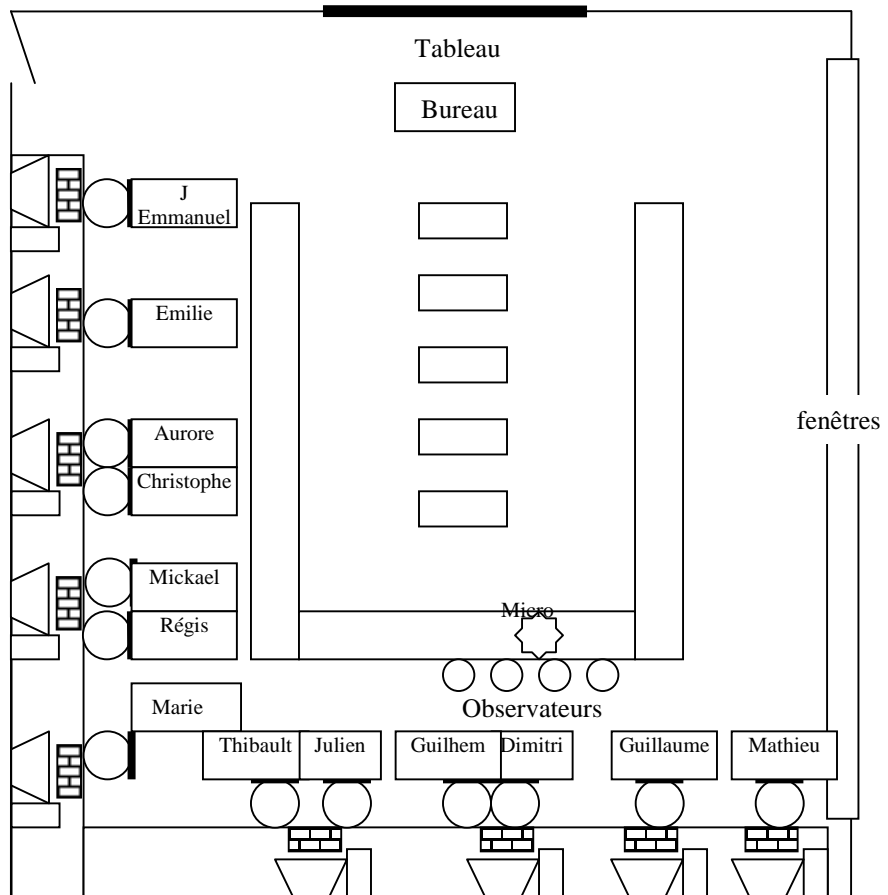 Tableau
Bureau
J
Emmanuel
Emilie
fenêtres
Aurore
Christophe
Mickael
Micro
Régis
Marie
Observateurs
Thibault
Julien
Guilhem
Dimitri
Guillaume
Mathieu